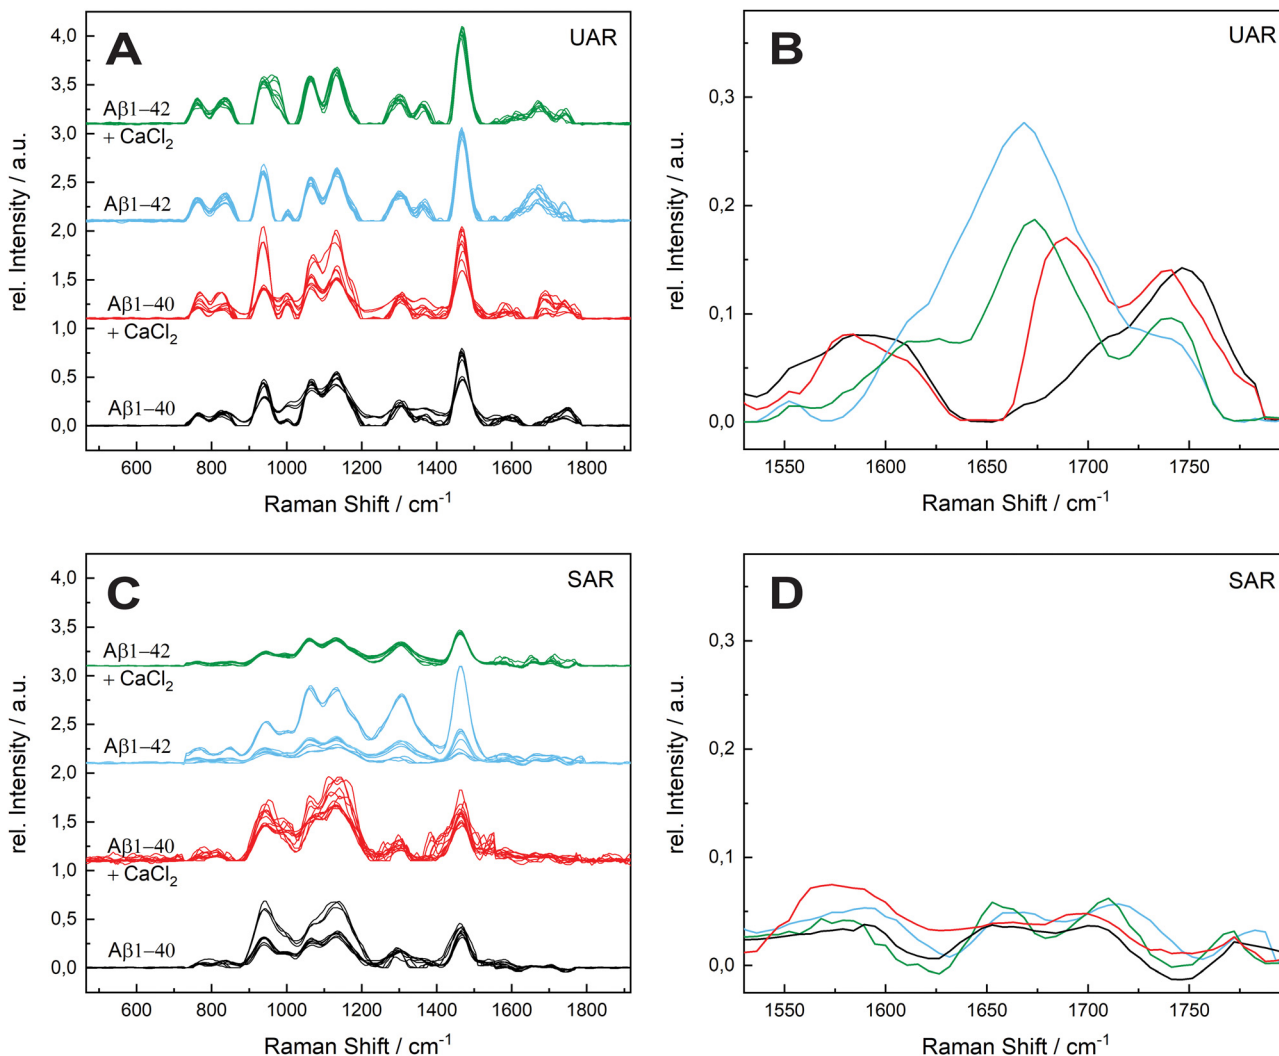 A
UAR
4,0
3,5
3,0
2,5
2,0
1,5
1,0
0,5
0,0
Aβ1–42
+ CaCl2
Aβ1–42
Aβ1–40
+ CaCl2
Aβ1–40
rel. Intensity / a.u.
600 800 1000 1200 1400 1600 1800
Raman Shift / cm-1
B
UAR
0,3
0,2
0,1
0,0
rel. Intensity / a.u.
1550 1600 1650 1700 1750
Raman Shift / cm-1
C
SAR
4,0
3,5
3,0
2,5
2,0
1,5
1,0
0,5
0,0
Aβ1–42
+ CaCl2
Aβ1–42
Aβ1–40
+ CaCl2
Aβ1–40
rel. Intensity / a.u.
600 800 1000 1200 1400 1600 1800
Raman Shift / cm-1
D
SAR
0,3
0,2
0,1
0,0
rel. Intensity / a.u.
1550 1600 1650 1700 1750
Raman Shift / cm-1